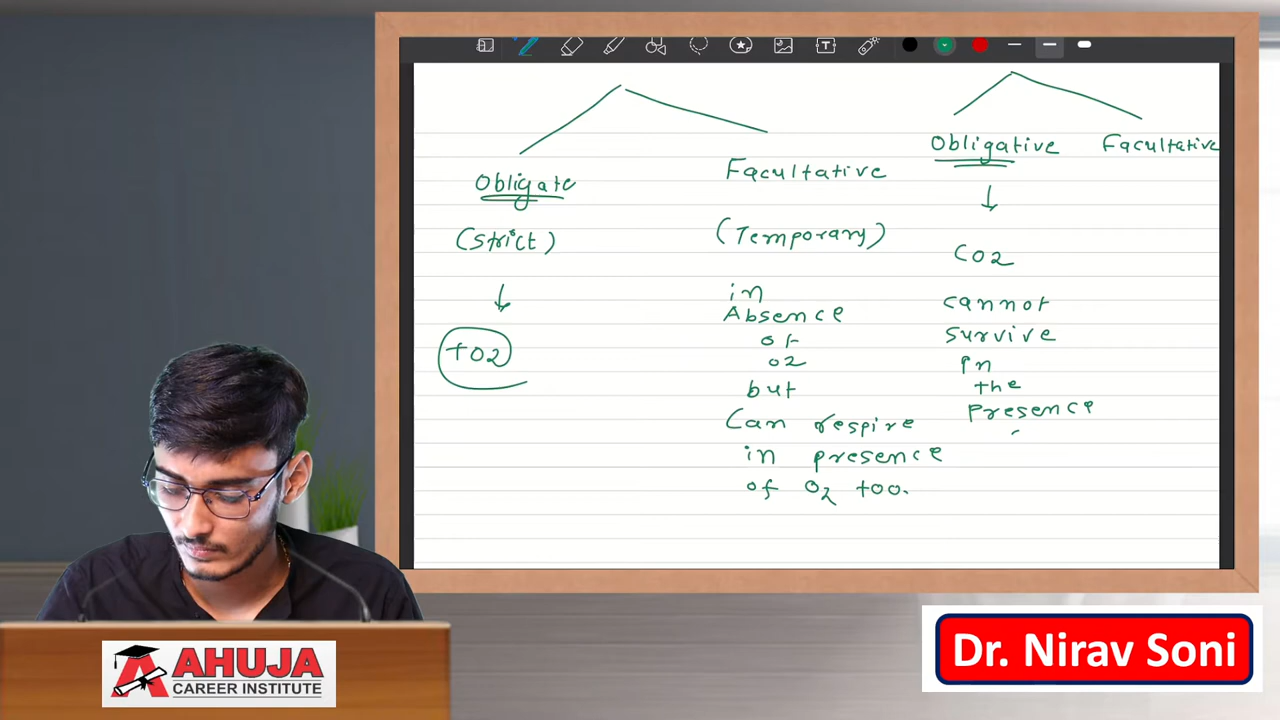 Obligate
(Strict)
+O2
Facultative
(Temporary)
in
Absence
of
O2
but
Can respire
in presence
of O2 too.
Obligative
CO2
cannot
survive
in
the
Presence
Facultative
AHUJA
CAREER INSTITUTE
Dr. Nirav Soni